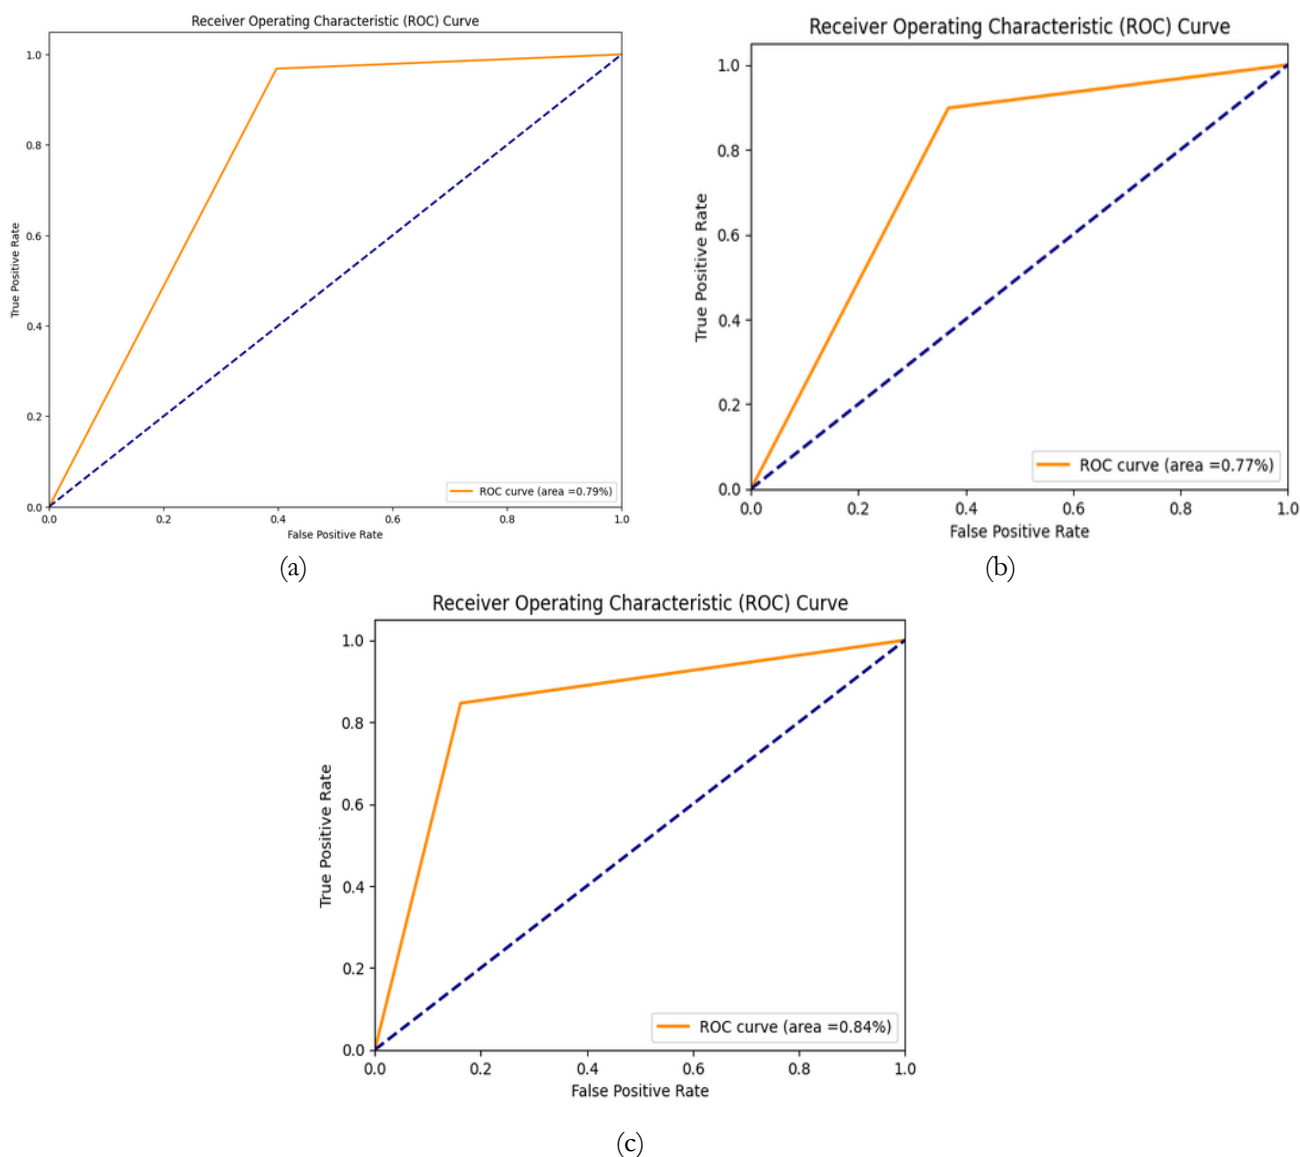 Receiver Operating Characteristic (ROC) Curve
True Positive Rate
1.0
0.8
0.6
0.4
0.2
0.0
ROC curve (area =0.79%)
0.0 0.2 0.4 0.6 0.8 1.0
False Positive Rate
(a)
Receiver Operating Characteristic (ROC) Curve
True Positive Rate
1.0
0.8
0.6
0.4
0.2
0.0
ROC curve (area =0.77%)
0.0 0.2 0.4 0.6 0.8 1.0
False Positive Rate
(b)
Receiver Operating Characteristic (ROC) Curve
True Positive Rate
1.0
0.8
0.6
0.4
0.2
0.0
ROC curve (area =0.84%)
0.0 0.2 0.4 0.6 0.8 1.0
False Positive Rate
(c)